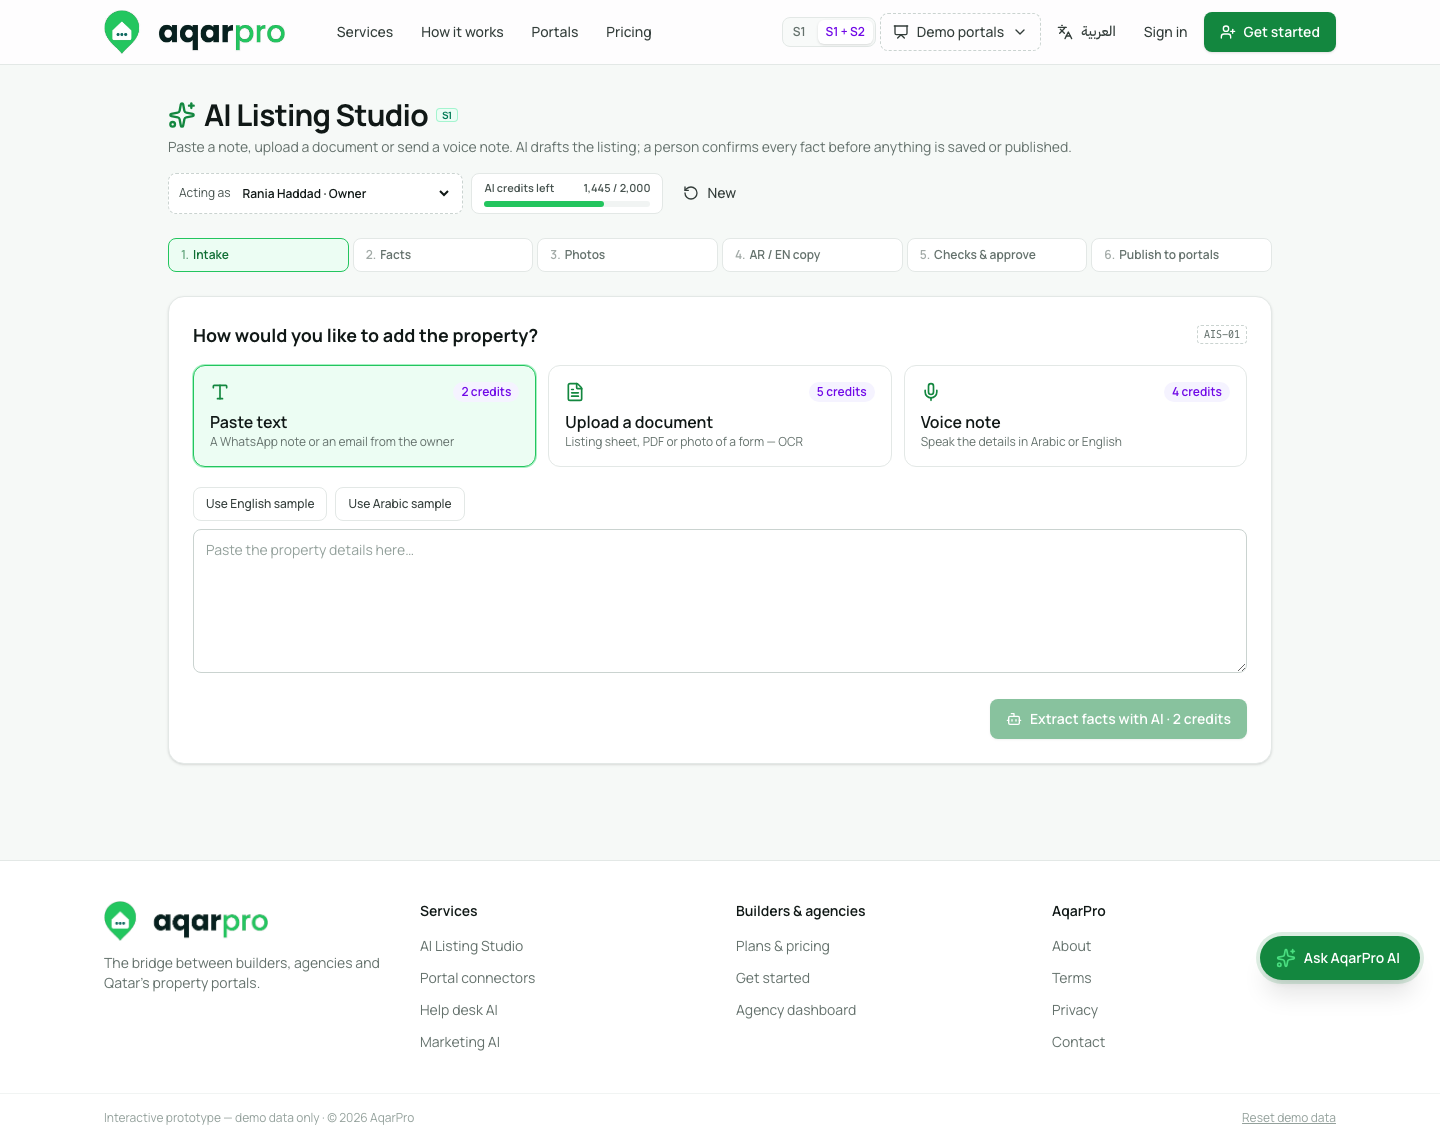 aqarpro
Services How it works Portals Pricing S1 S1 + S2 Demo portals العربية Sign in Get started
AI Listing Studio S1
Paste a note, upload a document or send a voice note. AI drafts the listing; a person confirms every fact before anything is saved or published.
Acting as Rania Haddad · Owner
AI credits left 1,445 / 2,000
New
1. Intake 2. Facts 3. Photos 4. AR / EN copy 5. Checks & approve 6. Publish to portals
How would you like to add the property? AIS-01
2 credits
Paste text
A WhatsApp note or an email from the owner
5 credits
Upload a document
Listing sheet, PDF or photo of a form — OCR
4 credits
Voice note
Speak the details in Arabic or English
Use English sample Use Arabic sample
Paste the property details here...
Extract facts with AI · 2 credits
aqarpro
The bridge between builders, agencies and
Qatar's property portals.
Services
AI Listing Studio
Portal connectors
Help desk AI
Marketing AI
Builders & agencies
Plans & pricing
Get started
Agency dashboard
AqarPro
About
Terms
Privacy
Contact
Ask AqarPro AI
Interactive prototype — demo data only · © 2026 AqarPro
Reset demo data